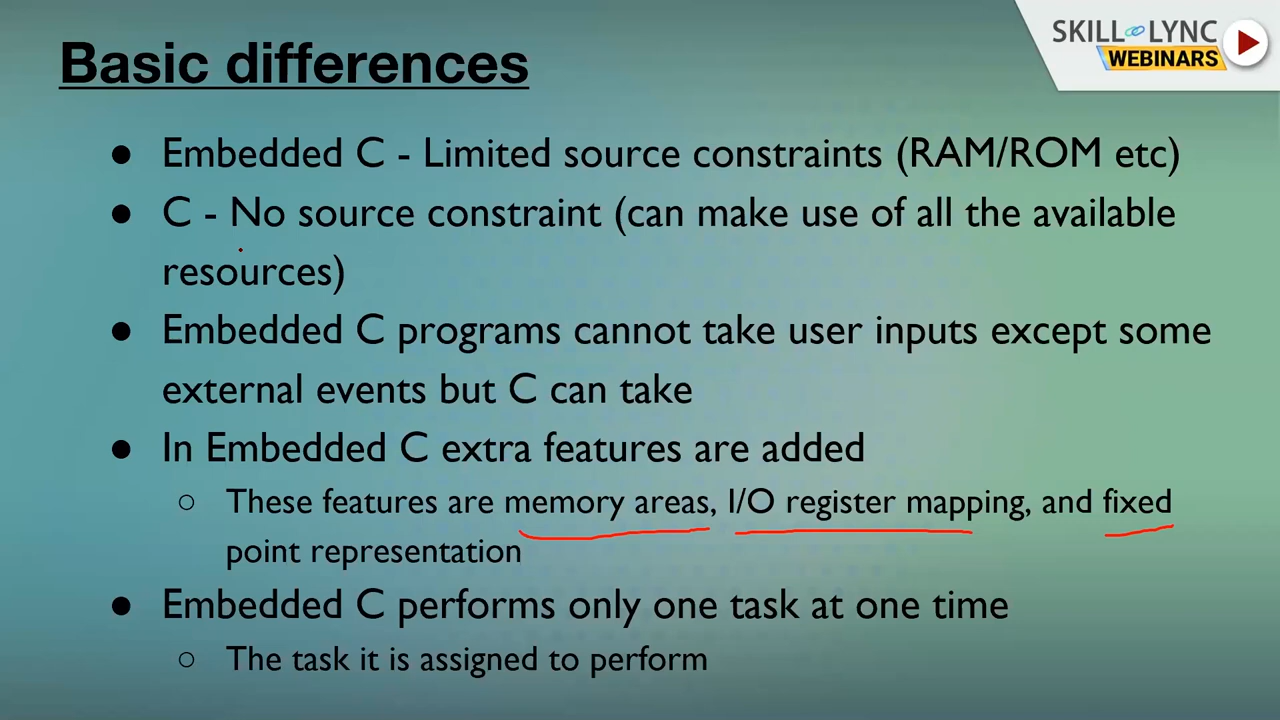 SKILL LYNC
WEBINARS
Basic differences
● Embedded C - Limited source constraints (RAM/ROM etc)
● C - No source constraint (can make use of all the available
resources)
● Embedded C programs cannot take user inputs except some
external events but C can take
● In Embedded C extra features are added
○ These features are memory areas, I/O register mapping, and fixed
point representation
● Embedded C performs only one task at one time
○ The task it is assigned to perform